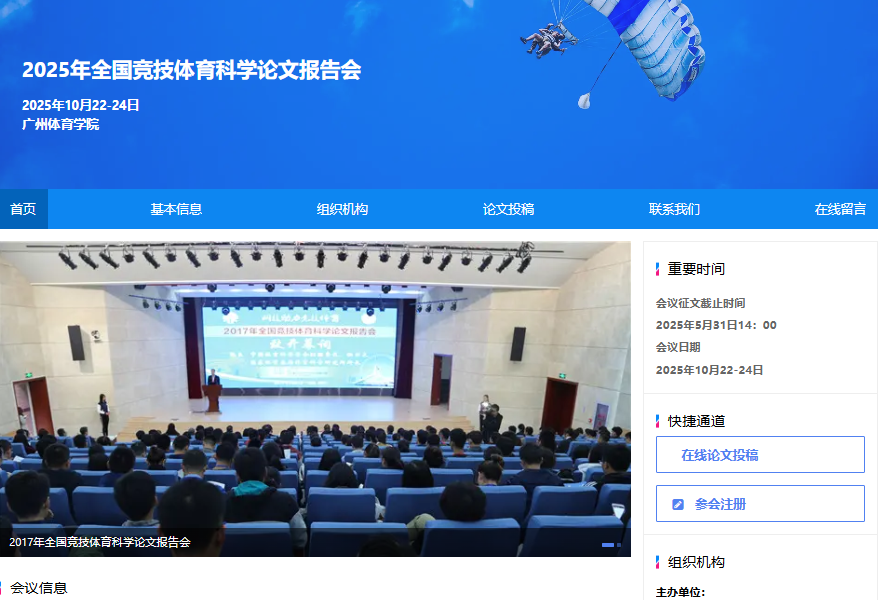 2025年全国竞技体育科学论文报告会
2025年10月22-24日
广州体育学院
首页
基本信息
组织机构
论文投稿
联系我们
在线留言
2017年全国竞技体育科学论文报告会
致开幕词
2017年全国竞技体育科学论文报告会
会议信息
重要时间
会议征文截止时间
2025年5月31日14：00
会议日期
2025年10月22-24日
快捷通道
在线论文投稿
参会注册
组织机构
主办单位：